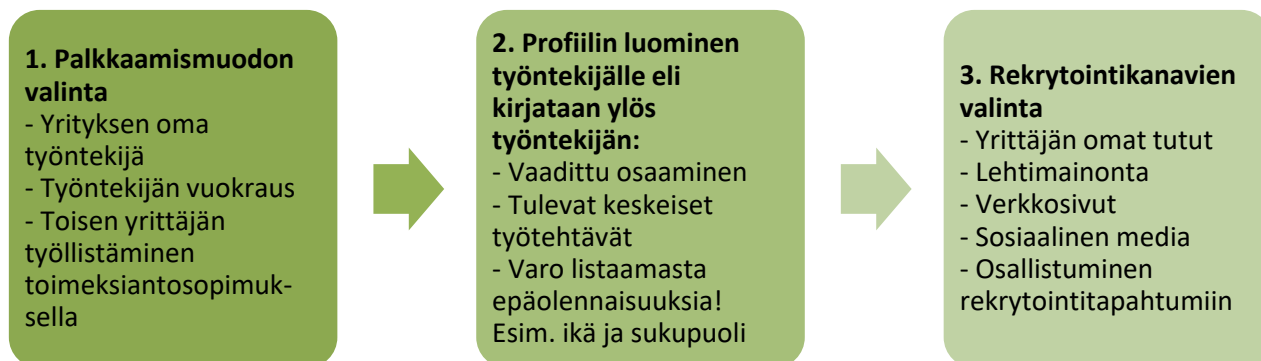 1. Palkkaamismuodon
valinta
- Yrityksen oma
työntekijä
- Työntekijän vuokraus
- Toisen yrittäjän
työllistäminen
toimeksiantosopimuk-
sella
2. Profiilin luominen
työntekijälle eli
kirjataan ylös
työntekijän:
- Vaadittu osaaminen
- Tulevat keskeiset
työtehtävät
- Varo listaamasta
epäolennaisuuksia!
Esim. ikä ja sukupuoli
3. Rekrytointikanavien
valinta
- Yrittäjän omat tutut
- Lehtimainonta
- Verkkosivut
- Sosiaalinen media
- Osallistuminen
rekrytointitapahtumiin